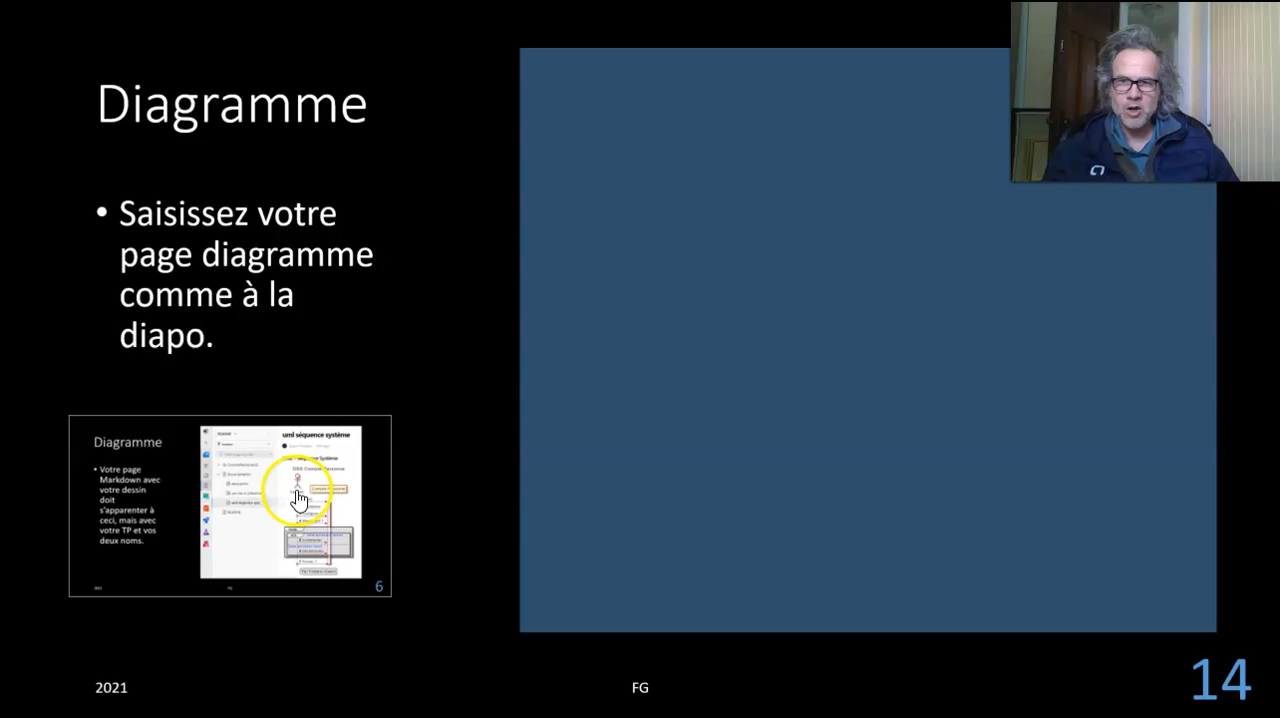 Diagramme
• Saisissez votre
page diagramme
comme à la
diapo.
Diagramme
• Votre page
Markdown avec
votre dessin
doit
s'apparenter à
ceci, mais avec
votre TP et vos
deux noms.
uml séquence système
6
2021
FG
14